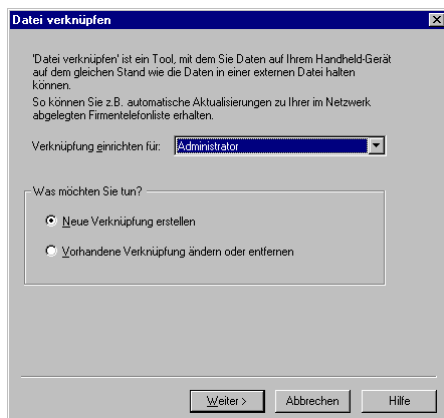 Datei verknüpfen
'Datei verknüpfen' ist ein Tool, mit dem Sie Daten auf Ihrem Handheld-Gerät
auf dem gleichen Stand wie die Daten in einer externen Datei halten
können.
So können Sie z.B. automatische Aktualisierungen zu Ihrer im Netzwerk
abgelegten Firmentelefonliste erhalten.
Verknüpfung einrichten für: Administrator
Was möchten Sie tun?
Neue Verknüpfung erstellen
Vorhandene Verknüpfung ändern oder entfernen
Weiter > Abbrechen Hilfe